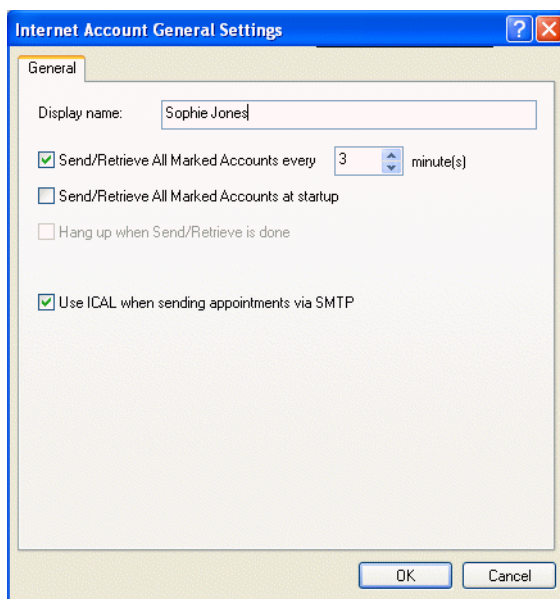 Internet Account General Settings
General
Display name: Sophie Jones
Send/Retrieve All Marked Accounts every 3 minute(s)
Send/Retrieve All Marked Accounts at startup
Hang up when Send/Retrieve is done
Use ICAL when sending appointments via SMTP
OK Cancel